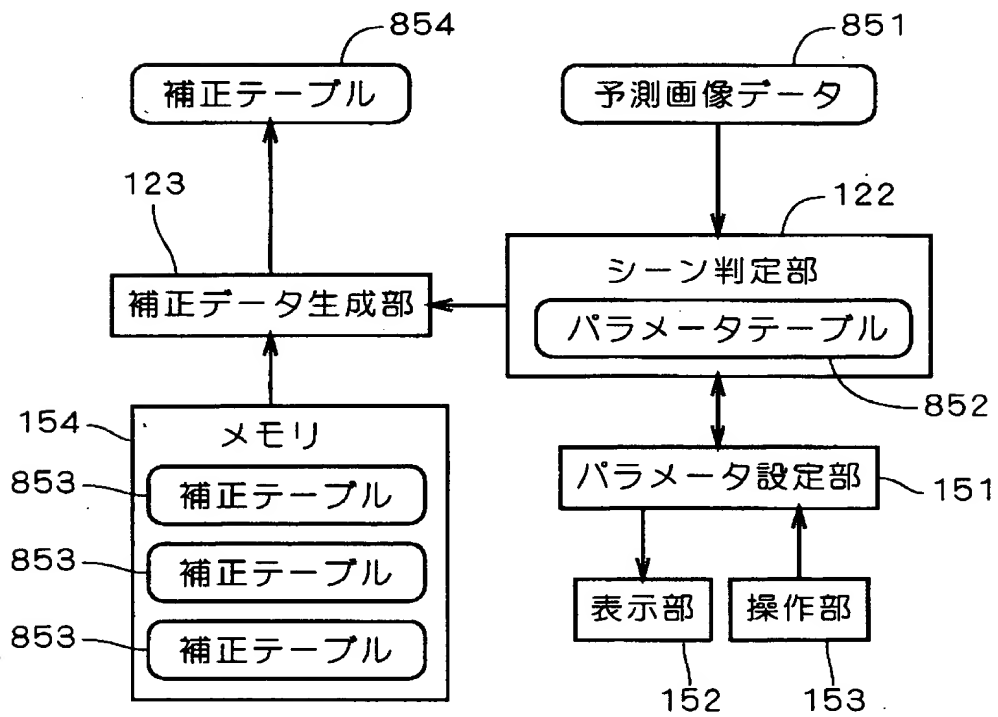 854
補正テーブル
851
予測画像データ
123
補正データ生成部
122
シーン判定部
パラメータテーブル
852
154
メモリ
853
補正テーブル
853
補正テーブル
853
補正テーブル
パラメータ設定部
151
表示部
操作部
152
153